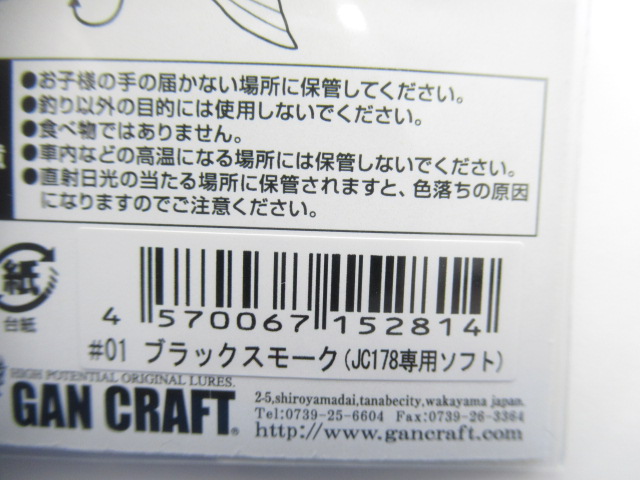 ●お子様の手の届かない場所に保管してください。
●釣り以外の目的には使用しないでください。
●食べ物ではありません。
●車内などの高温になる場所には保管しないでください。
●直射日光の当たる場所に保管されますと、色落ちの原因
になりますのでご注意ください。
紙
台紙
4 570067 152814
#01 ブラックスモーク(JC178専用ソフト)
HIGH POTENTIAL ORIGINAL LURES.
GAN CRAFT®
2-5,shiroyamadai,tanabecity,wakayama japan.
Tel:0739-25-6604 Fax:0739-26-3364
http://www.gancraft.com